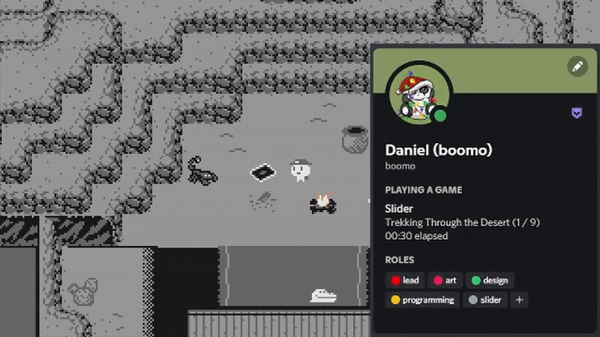 Daniel (boomo)
boomo
PLAYING A GAME
Slider
Trekking Through the Desert (1 / 9)
00:30 elapsed
ROLES
lead art design
programming slider +